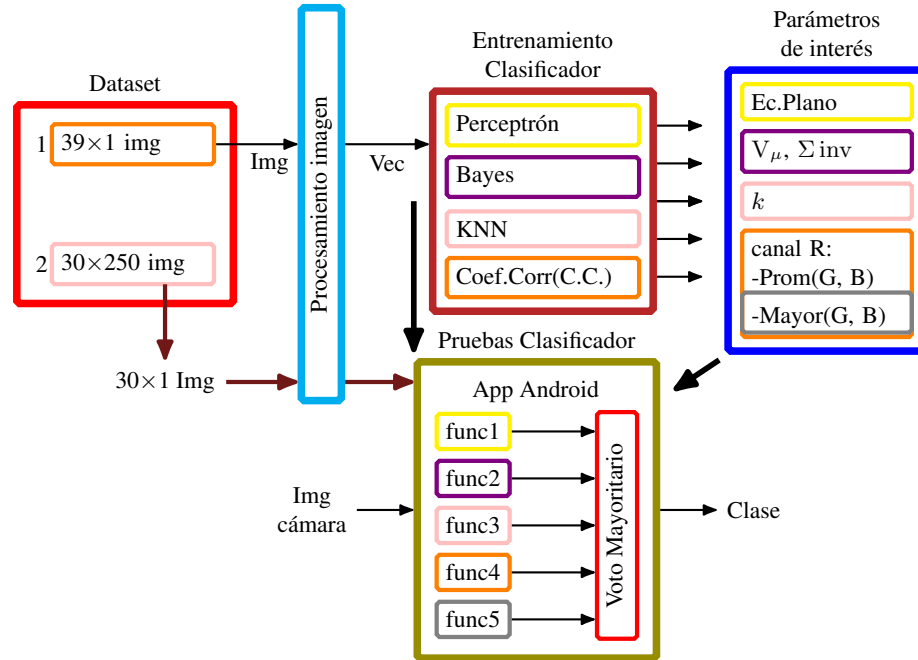 Dataset
1
39×1 img
2
30×250 img
30×1 Img
Img
Procesamiento imagen
Vec
Entrenamiento
Clasificador
Perceptrón
Bayes
KNN
Coef.Corr(C.C.)
Parámetros
de interés
Ec.Plano
V_μ, Σ inv
k
canal R:
-Prom(G, B)
-Mayor(G, B)
Pruebas Clasificador
App Android
func1
func2
func3
func4
func5
Voto Mayoritario
Img
cámara
Clase